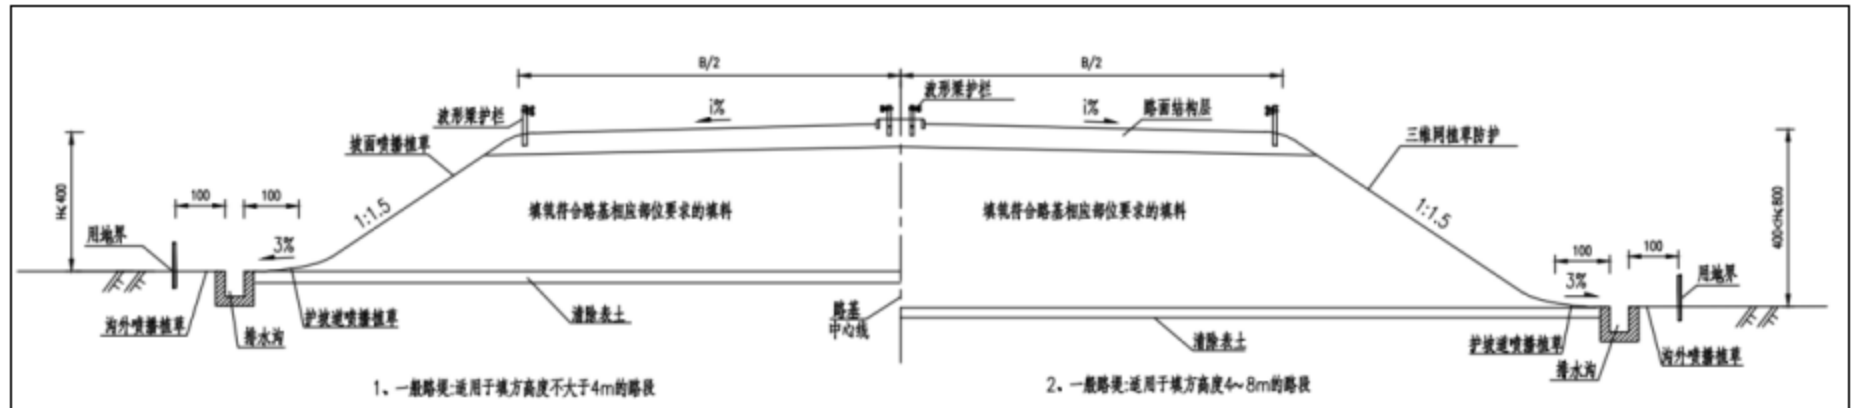 B/2
B/2
波形梁护栏
波形梁护栏
i%
i%
路面结构层
坡面喷播植草
三维网植草防护
H≤400
400<H≤800
100
100
1:1.5
填筑符合路基相应部位要求的填料
填筑符合路基相应部位要求的填料
1:1.5
用地界
3%
100
100
3%
用地界
沟外喷播植草
排水沟
护坡道喷播植草
清除表土
路基
中心线
清除表土
护坡道喷播植草
排水沟
沟外喷播植草
1、一般路堤:适用于填方高度不大于4m的路段
2、一般路堤:适用于填方高度4~8m的路段